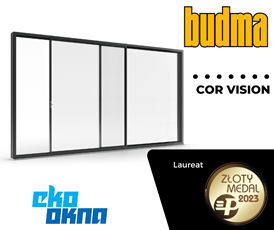 budma
COR VISION
eko
okna
Laureat
ZŁOTY
MEDAL
2023